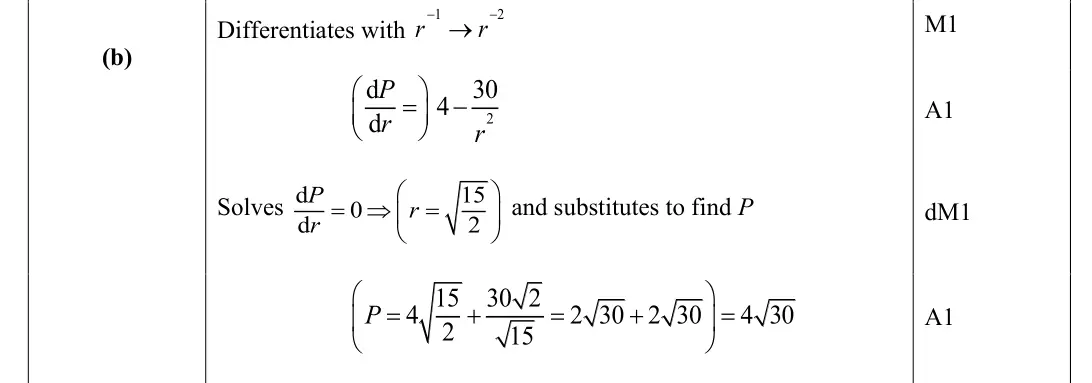 Differentiates with r⁻¹ → r⁻² M1
(b)
(dP/dr =) 4 − 30/r² A1
Solves dP/dr = 0 ⇒ (r = √(15/2)) and substitutes to find P dM1
(P = 4√(15/2) + 30√2/√15 = 2√30 + 2√30) = 4√30 A1